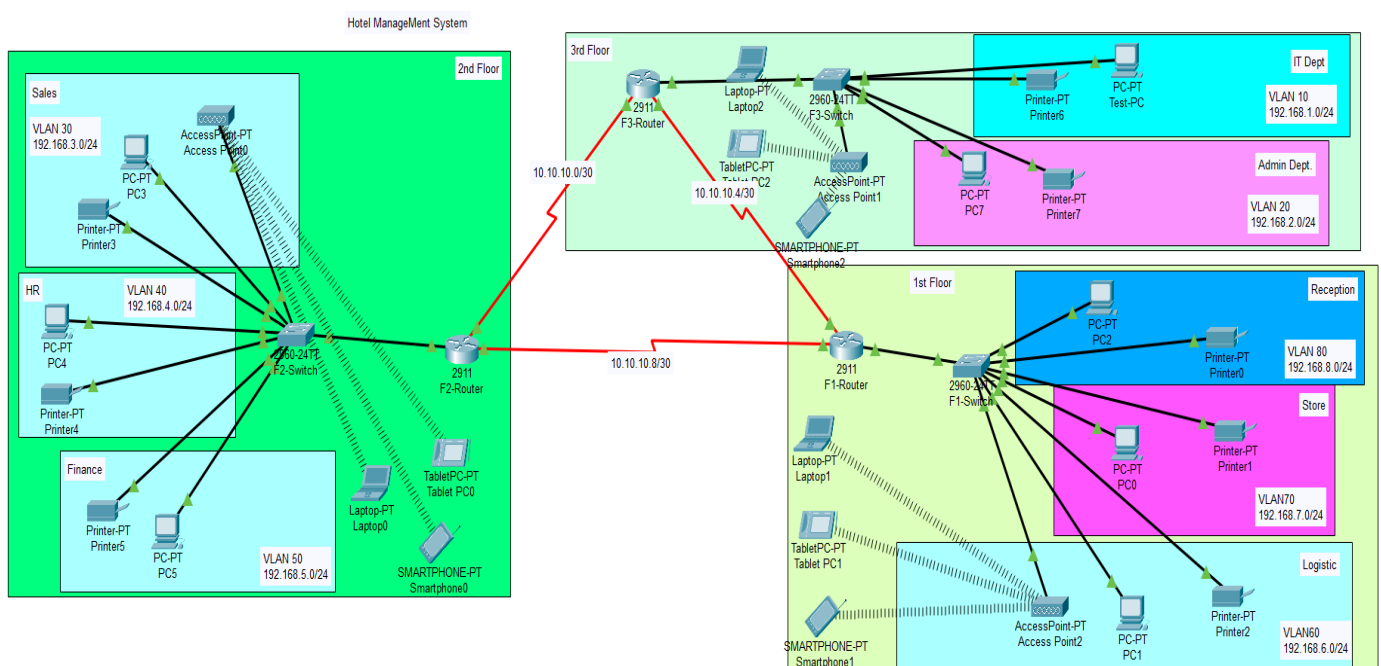 Hotel ManageMent System
2nd Floor
Sales
VLAN 30
192.168.3.0/24
AccessPoint-PT
Access Point0
PC-PT
PC3
Printer-PT
Printer3
HR
VLAN 40
192.168.4.0/24
PC-PT
PC4
Printer-PT
Printer4
2960-24TT
F2-Switch
2911
F2-Router
Finance
Printer-PT
Printer5
PC-PT
PC5
VLAN 50
192.168.5.0/24
TabletPC-PT
Tablet PC0
Laptop-PT
Laptop0
SMARTPHONE-PT
Smartphone0
10.10.10.0/30
10.10.10.4/30
10.10.10.8/30
3rd Floor
2911
F3-Router
Laptop-PT
Laptop2
2960-24TT
F3-Switch
TabletPC-PT
Tablet PC2
AccessPoint-PT
Access Point1
SMARTPHONE-PT
Smartphone2
IT Dept
PC-PT
Test-PC
Printer-PT
Printer6
VLAN 10
192.168.1.0/24
Admin Dept.
PC-PT
PC7
Printer-PT
Printer7
VLAN 20
192.168.2.0/24
1st Floor
2911
F1-Router
2960-24TT
F1-Switch
Reception
PC-PT
PC2
Printer-PT
Printer0
VLAN 80
192.168.8.0/24
Store
PC-PT
PC0
Printer-PT
Printer1
VLAN70
192.168.7.0/24
Laptop-PT
Laptop1
TabletPC-PT
Tablet PC1
SMARTPHONE-PT
Smartphone1
Logistic
AccessPoint-PT
Access Point2
PC-PT
PC1
Printer-PT
Printer2
VLAN60
192.168.6.0/24